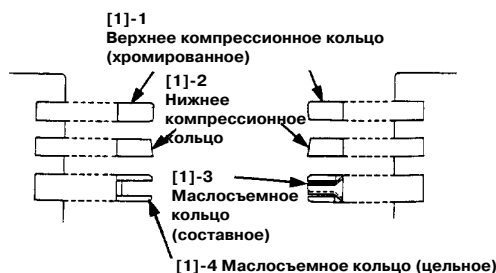 [1]-1
Верхнее компрессионное кольцо
(хромированное)
[1]-2
Нижнее
компрессионное
кольцо
[1]-3
Маслосъемное
кольцо
(составное)
[1]-4 Маслосъемное кольцо (цельное)